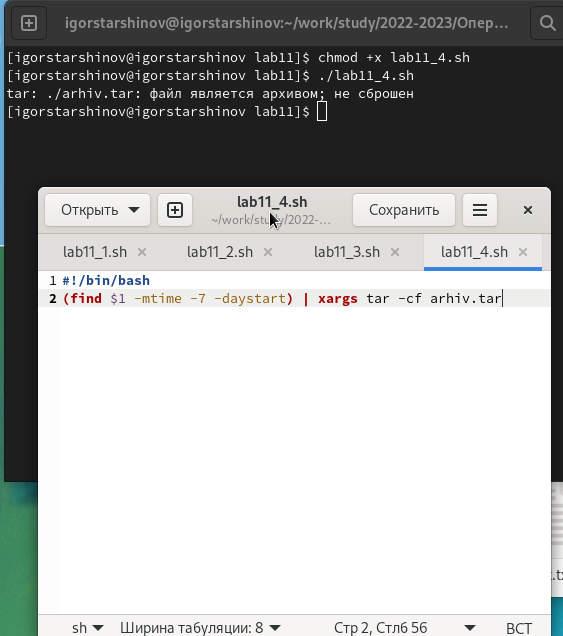 igorstarshinov@igorstarshinov:~/work/study/2022-2023/Опер...
[igorstarshinov@igorstarshinov lab11]$ chmod +x lab11_4.sh
[igorstarshinov@igorstarshinov lab11]$ ./lab11_4.sh
tar: ./arhiv.tar: файл является архивом; не сброшен
[igorstarshinov@igorstarshinov lab11]$
Открыть
lab11_4.sh
~/work/study/2022-...
Сохранить
lab11_1.sh
lab11_2.sh
lab11_3.sh
lab11_4.sh
1 #!/bin/bash
2 (find $1 -mtime -7 -daystart) | xargs tar -cf arhiv.tar
sh
Ширина табуляции: 8
Стр 2, Стлб 56
ВСТ